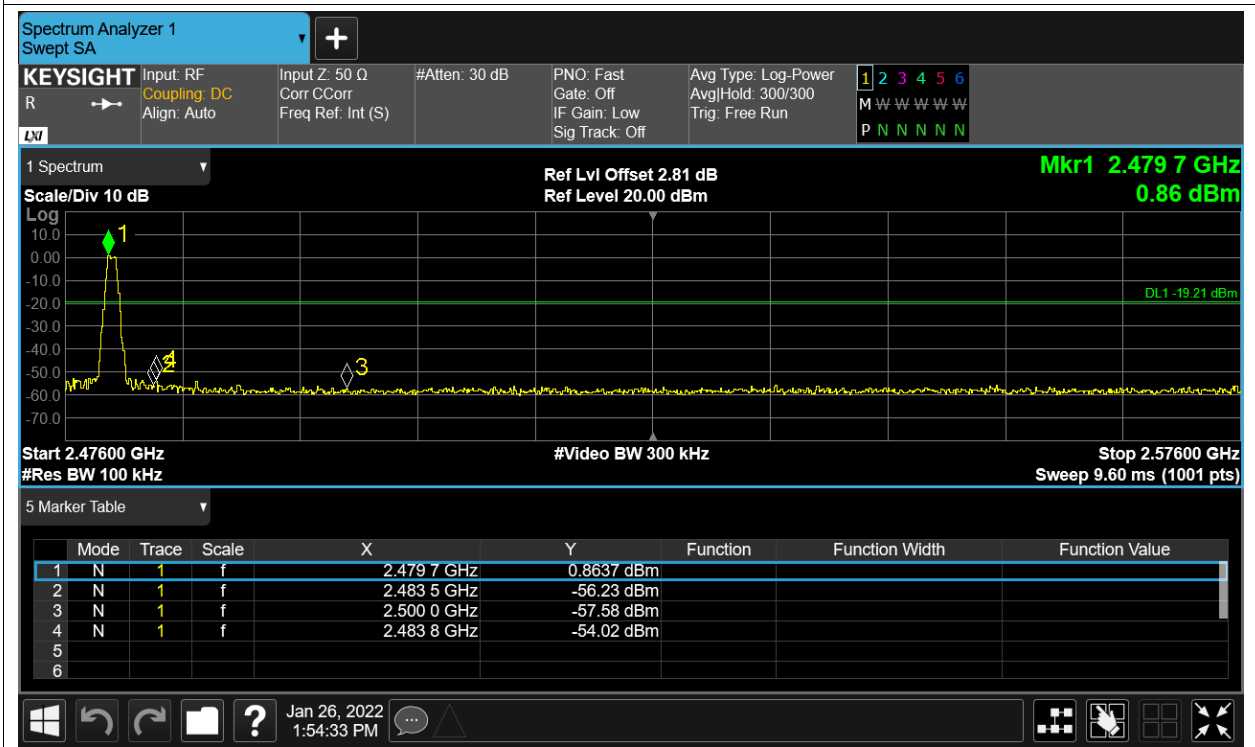 Spectrum Analyzer 1
Swept SA
KEYSIGHT Input: RF Input Z: 50 Ω #Atten: 30 dB PNO: Fast Avg Type: Log-Power 1 2 3 4 5 6
R Coupling: DC Corr CCorr Gate: Off Avg|Hold: 300/300 M W W W W W
Align: Auto Freq Ref: Int (S) IF Gain: Low Trig: Free Run
LXI Sig Track: Off P N N N N N
1 Spectrum Ref Lvl Offset 2.81 dB Mkr1 2.479 7 GHz
Scale/Div 10 dB Ref Level 20.00 dBm 0.86 dBm
Log
10.0 1
0.00
-10.0
DL1 -19.21 dBm
-20.0
-30.0
-40.0
4 2 3
-50.0
-60.0
-70.0
Start 2.47600 GHz #Video BW 300 kHz Stop 2.57600 GHz
#Res BW 100 kHz Sweep 9.60 ms (1001 pts)
5 Marker Table
Mode Trace Scale X Y Function Function Width Function Value
1 N 1 f 2.479 7 GHz 0.8637 dBm
2 N 1 f 2.483 5 GHz -56.23 dBm
3 N 1 f 2.500 0 GHz -57.58 dBm
4 N 1 f 2.483 8 GHz -54.02 dBm
5
6
? Jan 26, 2022
1:54:33 PM